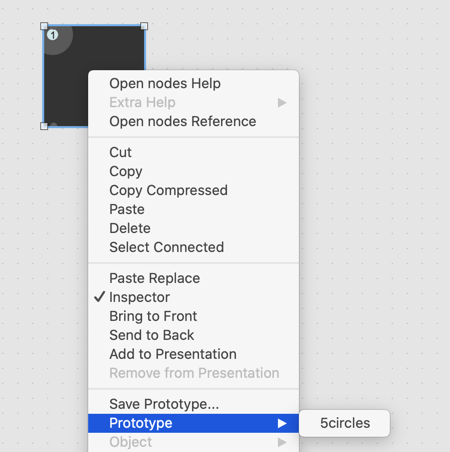 1
Open nodes Help
Extra Help
Open nodes Reference
Cut
Copy
Copy Compressed
Paste
Delete
Select Connected
Paste Replace
Inspector
Bring to Front
Send to Back
Add to Presentation
Remove from Presentation
Save Prototype...
Prototype
5circles
Object